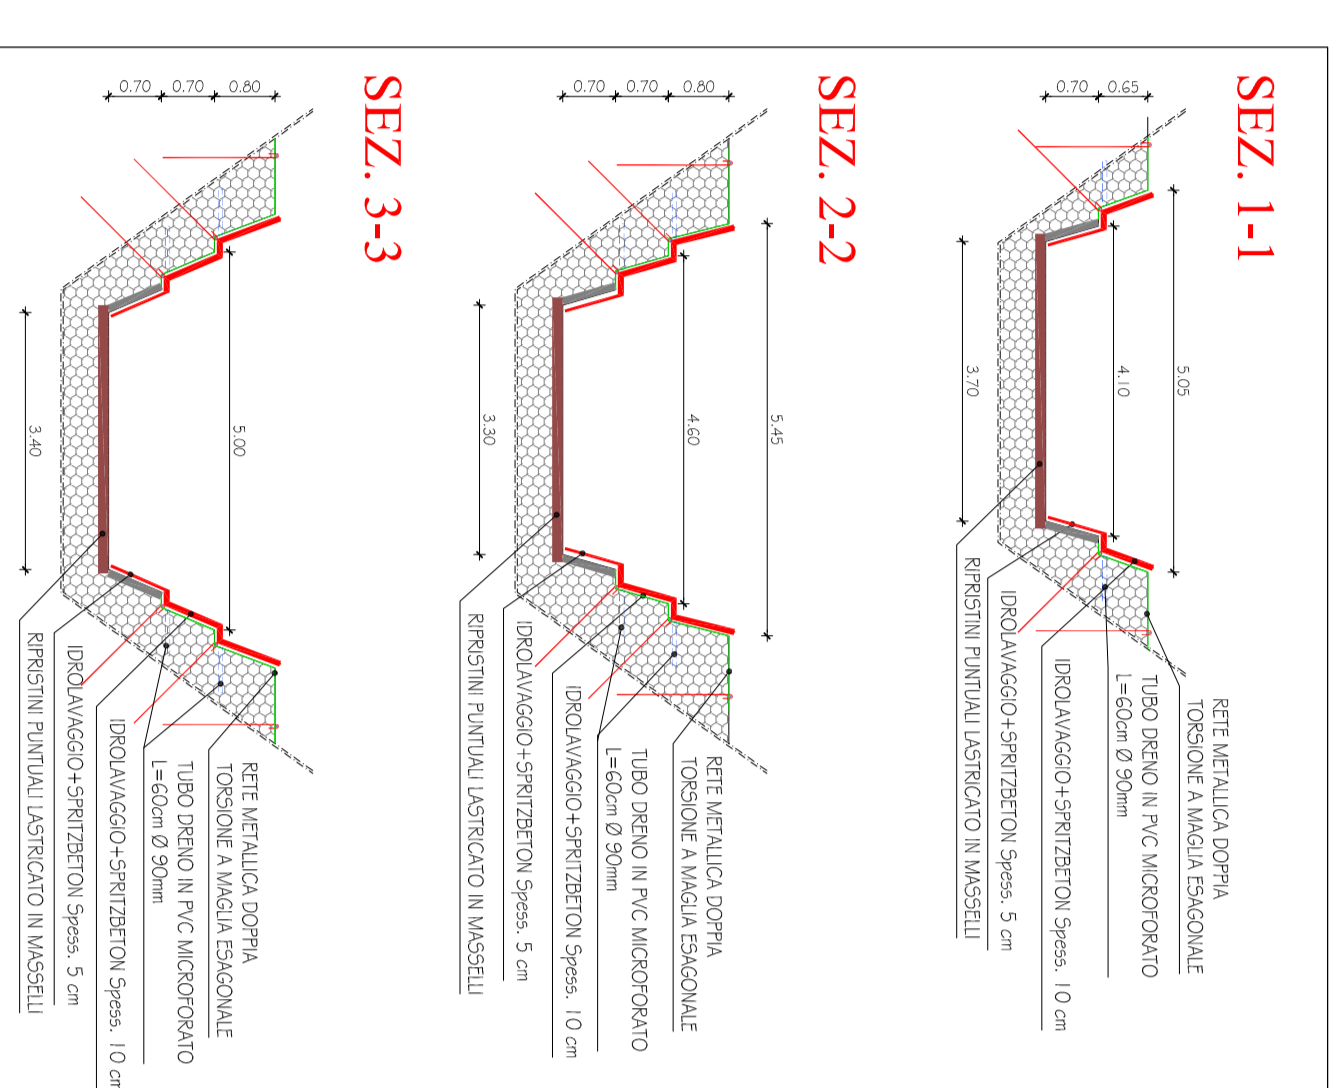 SEZ. 1-1
0.65
0.70
5.05
4.10
3.70
RETE METALLICA DOPPIA
TORSIONE A MAGLIA ESAGONALE
TUBO DRENO IN PVC MICROFORATO
L=60cm Ø 90mm
IDROLAVAGGIO+SPRITZBETON Spess. 10 cm
IDROLAVAGGIO+SPRITZBETON Spess. 5 cm
RIPRISTINI PUNTUALI LASTRICATO IN MASSELLI
SEZ. 2-2
0.80
0.70
0.70
5.45
4.60
3.30
RETE METALLICA DOPPIA
TORSIONE A MAGLIA ESAGONALE
TUBO DRENO IN PVC MICROFORATO
L=60cm Ø 90mm
IDROLAVAGGIO+SPRITZBETON Spess. 10 cm
IDROLAVAGGIO+SPRITZBETON Spess. 5 cm
RIPRISTINI PUNTUALI LASTRICATO IN MASSELLI
SEZ. 3-3
0.80
0.70
0.70
5.00
3.40
RETE METALLICA DOPPIA
TORSIONE A MAGLIA ESAGONALE
TUBO DRENO IN PVC MICROFORATO
L=60cm Ø 90mm
IDROLAVAGGIO+SPRITZBETON Spess. 10 cm
IDROLAVAGGIO+SPRITZBETON Spess. 5 cm
RIPRISTINI PUNTUALI LASTRICATO IN MASSELLI